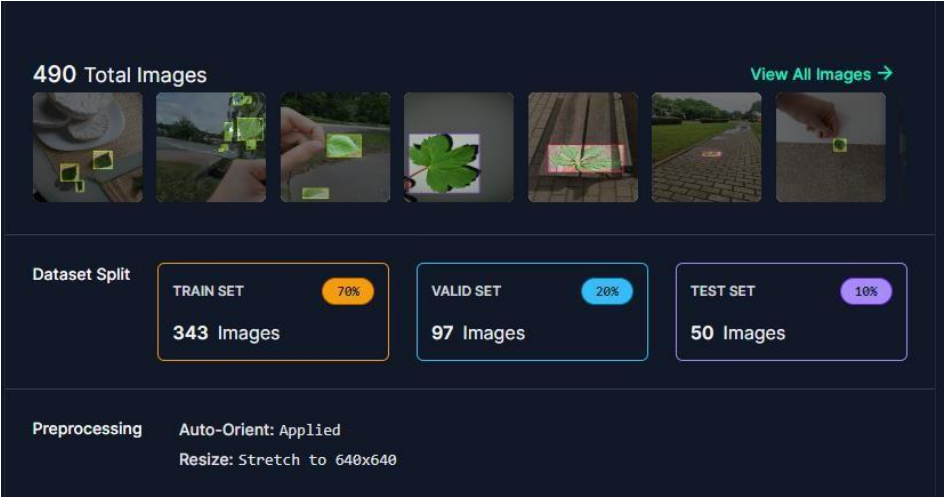 490 Total Images
View All Images →
Dataset Split
TRAIN SET 70%
343 Images
VALID SET 20%
97 Images
TEST SET 10%
50 Images
Preprocessing
Auto-Orient: Applied
Resize: Stretch to 640x640